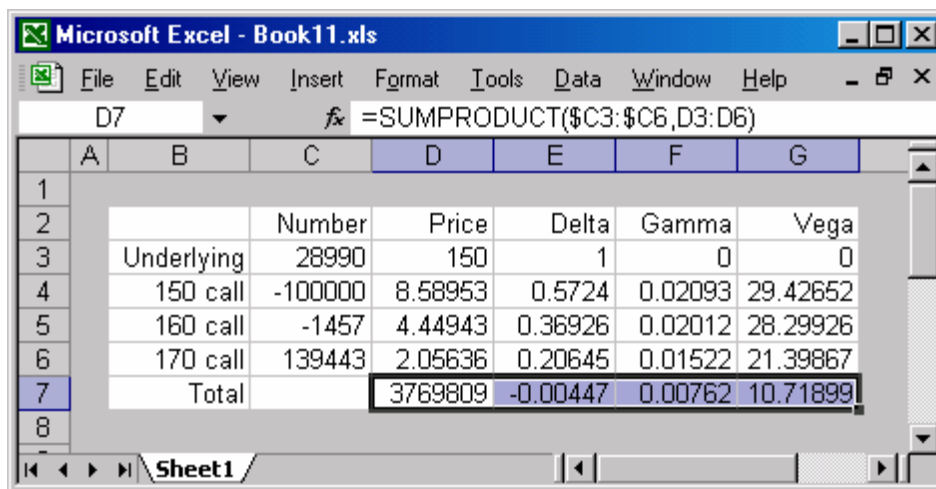 Microsoft Excel - Book11.xls
File Edit View Insert Format Tools Data Window Help
D7 fx =SUMPRODUCT($C3:$C6,D3:D6)
A B C D E F G
1
2 Number Price Delta Gamma Vega
3 Underlying 28990 150 1 0 0
4 150 call -100000 8.58953 0.5724 0.02093 29.42652
5 160 call -1457 4.44943 0.36926 0.02012 28.29926
6 170 call 139443 2.05636 0.20645 0.01522 21.39867
7 Total 3769809 -0.00447 0.00762 10.71899
8
Sheet1